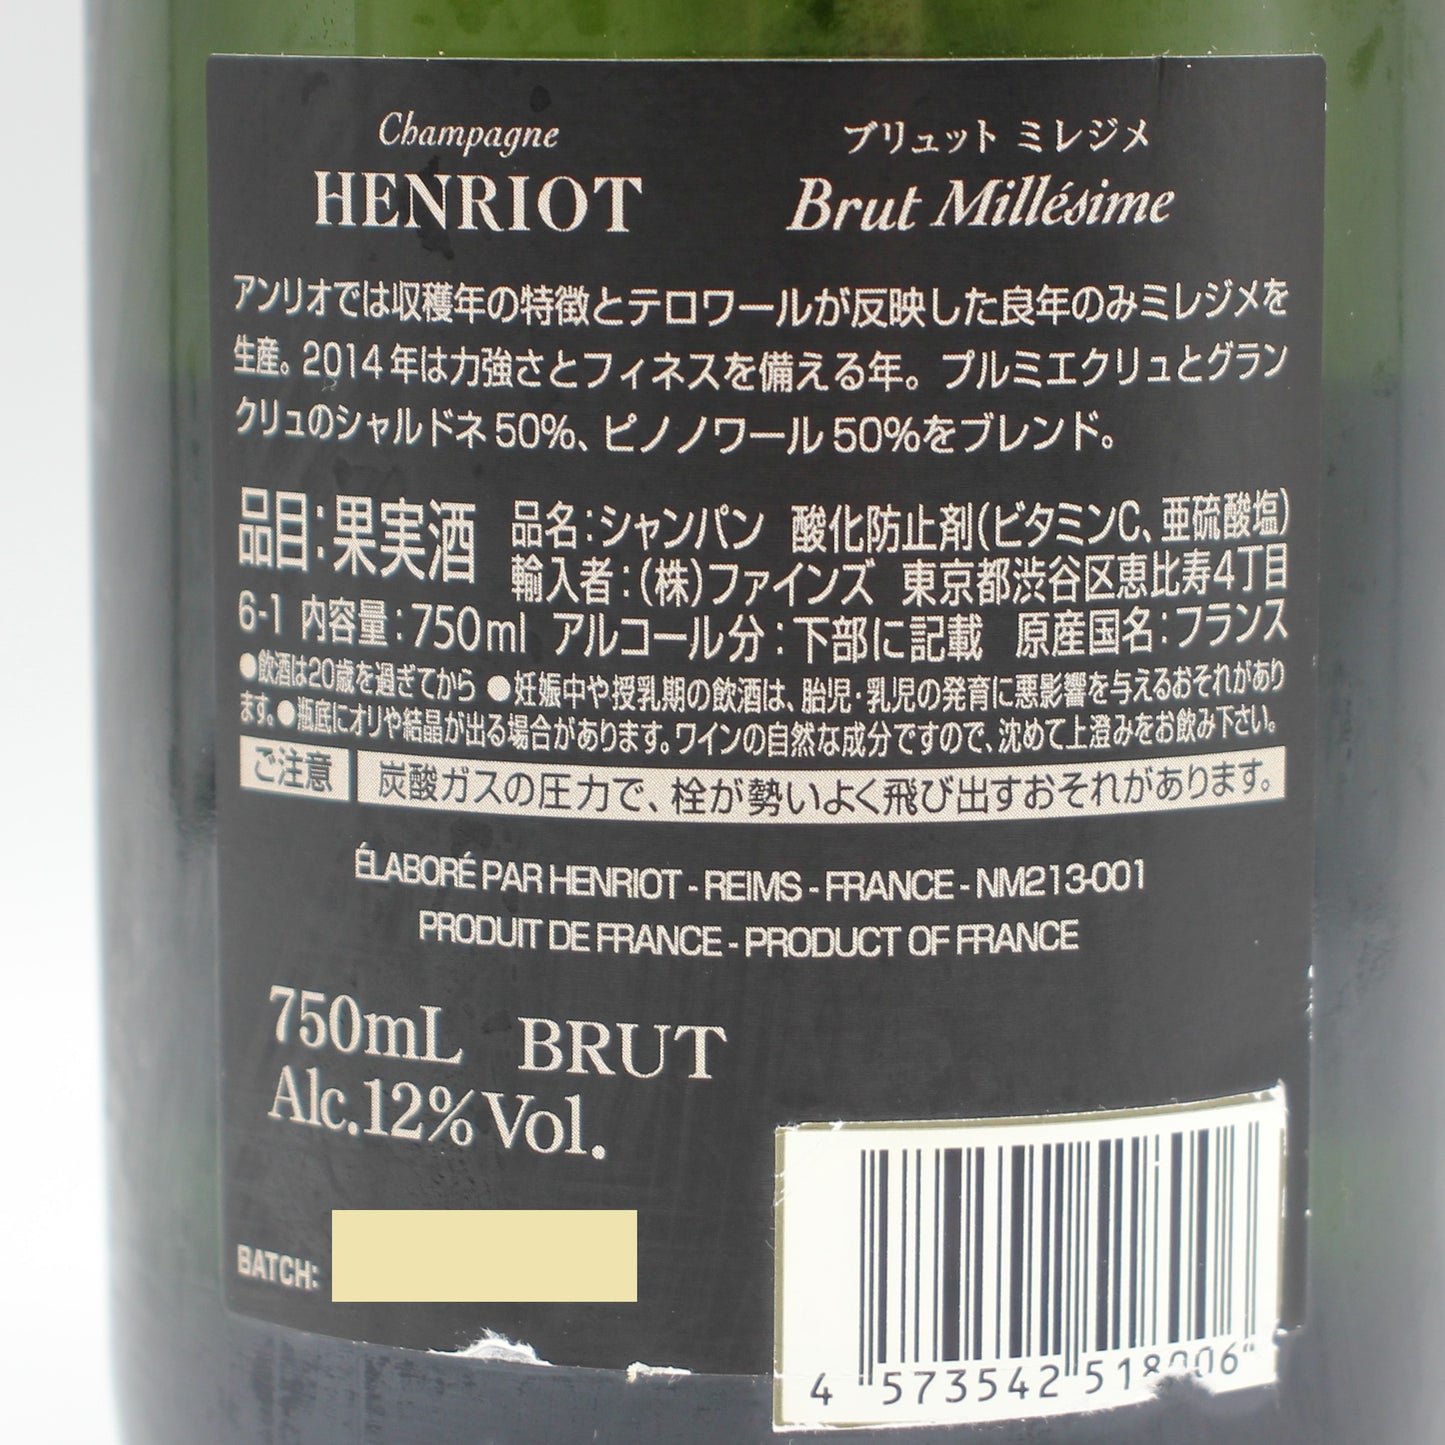 Champagne
HENRIOT
ブリュット ミレジメ
Brut Millésime
アンリオでは収穫年の特徴とテロワールが反映した良年のみミレジメを
生産。2014年は力強さとフィネスを備える年。プルミエクリュとグラン
クリュのシャルドネ50%、ピノノワール50%をブレンド。
品目:果実酒 品名:シャンパン 酸化防止剤(ビタミンC、亜硫酸塩)
輸入者:(株)ファインズ 東京都渋谷区恵比寿4丁目
6-1 内容量:750ml アルコール分:下部に記載 原産国名:フランス
●飲酒は20歳を過ぎてから ●妊娠中や授乳期の飲酒は、胎児・乳児の発育に悪影響を与えるおそれがあり
ます。●瓶底にオリや結晶が出る場合があります。ワインの自然な成分ですので、沈めて上澄みをお飲み下さい。
ご注意 炭酸ガスの圧力で、栓が勢いよく飛び出すおそれがあります。
ÉLABORÉ PAR HENRIOT - REIMS - FRANCE - NM213-001
PRODUIT DE FRANCE - PRODUCT OF FRANCE
750mL BRUT
Alc.12% Vol.
BATCH:
4 573542 518006